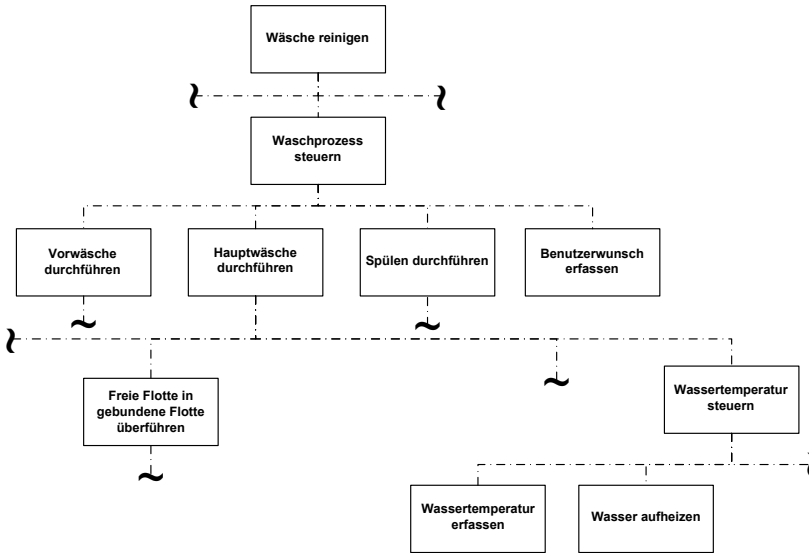 Wäsche reinigen
Waschprozess
steuern
Vorwäsche
durchführen
Hauptwäsche
durchführen
Spülen durchführen
Benutzerwunsch
erfassen
Freie Flotte in
gebundene Flotte
überführen
Wassertemperatur
steuern
Wassertemperatur
erfassen
Wasser aufheizen